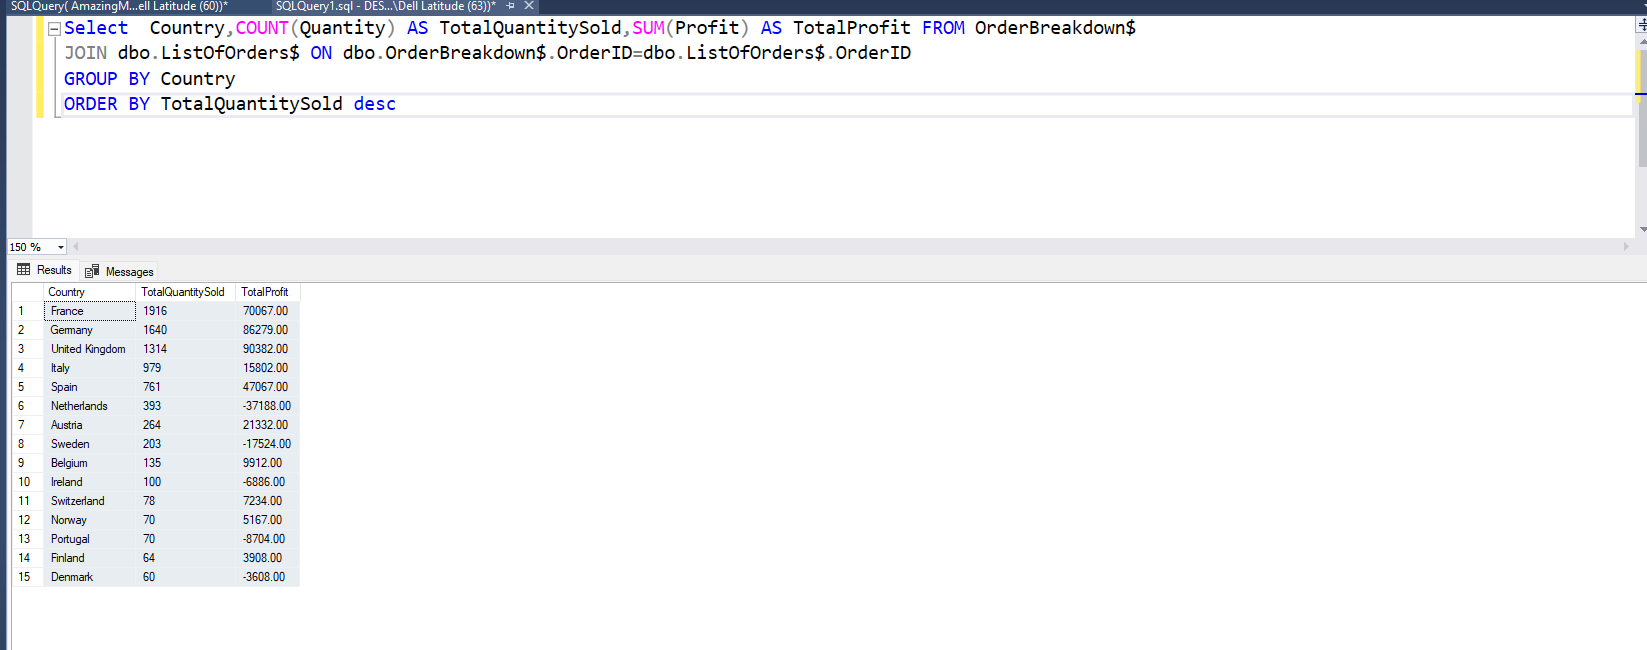 SQLQuery( AmazingM...ell Latitude (60))* SQLQuery1.sql - DES...\Dell Latitude (63))*
Select  Country,COUNT(Quantity) AS TotalQuantitySold,SUM(Profit) AS TotalProfit FROM OrderBreakdown$
JOIN dbo.ListOfOrders$ ON dbo.OrderBreakdown$.OrderID=dbo.ListOfOrders$.OrderID
GROUP BY Country
ORDER BY TotalQuantitySold desc
150 %
Results Messages
Country TotalQuantitySold TotalProfit
1 France 1916 70067.00
2 Germany 1640 86279.00
3 United Kingdom 1314 90382.00
4 Italy 979 15802.00
5 Spain 761 47067.00
6 Netherlands 393 -37188.00
7 Austria 264 21332.00
8 Sweden 203 -17524.00
9 Belgium 135 9912.00
10 Ireland 100 -6886.00
11 Switzerland 78 7234.00
12 Norway 70 5167.00
13 Portugal 70 -8704.00
14 Finland 64 3908.00
15 Denmark 60 -3608.00